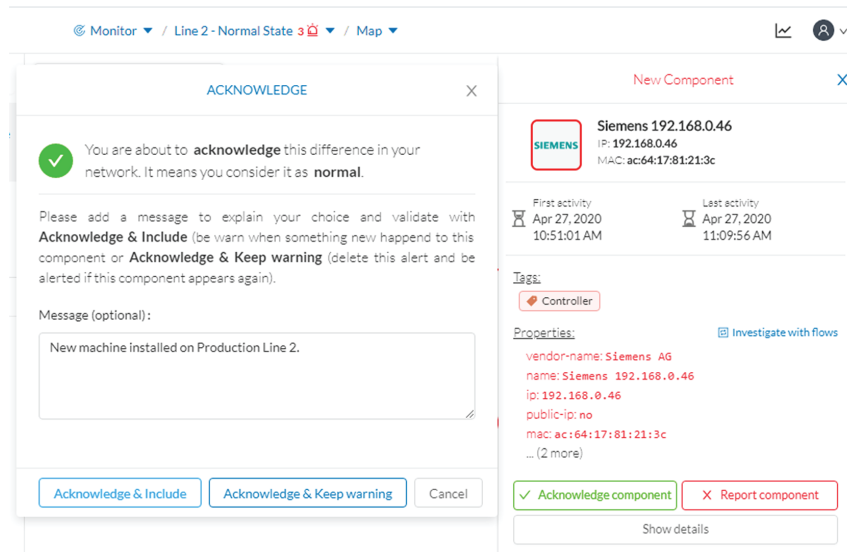 Monitor / Line 2 - Normal State 3 / Map
ACKNOWLEDGE
You are about to acknowledge this difference in your
network. It means you consider it as normal.
Please add a message to explain your choice and validate with
Acknowledge & Include (be warn when something new happend to this
component or Acknowledge & Keep warning (delete this alert and be
alerted if this component appears again).
Message (optional) :
New machine installed on Production Line 2.
Acknowledge & Include
Acknowledge & Keep warning
Cancel
New Component
SIEMENS
Siemens 192.168.0.46
IP: 192.168.0.46
MAC: ac:64:17:81:21:3c
First activity
Apr 27, 2020
10:51:01 AM
Last activity
Apr 27, 2020
11:09:56 AM
Tags:
Controller
Properties:
Investigate with flows
vendor-name: Siemens AG
name: Siemens 192.168.0.46
ip: 192.168.0.46
public-ip: no
mac: ac:64:17:81:21:3c
... (2 more)
Acknowledge component
Report component
Show details